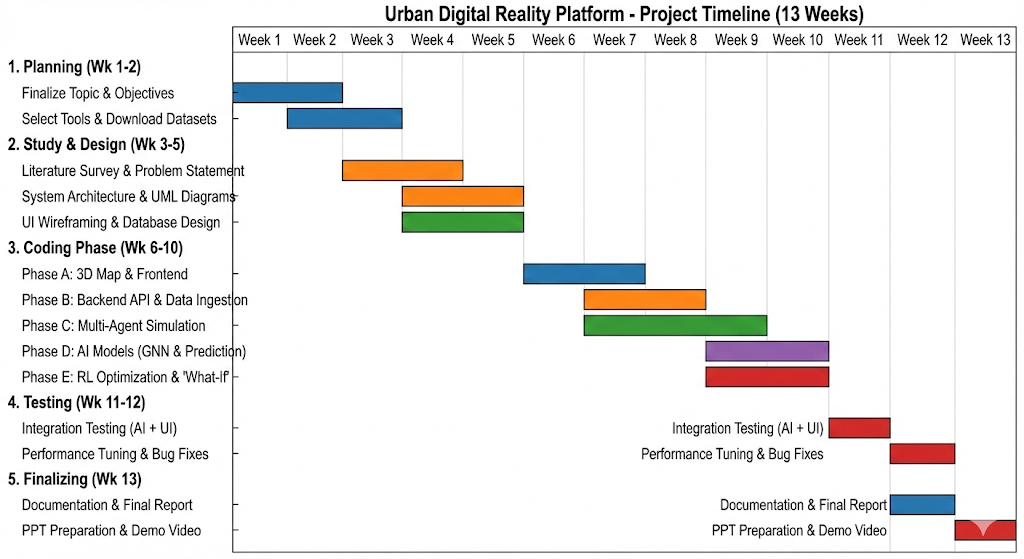 Urban Digital Reality Platform - Project Timeline (13 Weeks)
Week 1 Week 2 Week 3 Week 4 Week 5 Week 6 Week 7 Week 8 Week 9 Week 10 Week 11 Week 12 Week 13
1. Planning (Wk 1-2)
Finalize Topic & Objectives
Select Tools & Download Datasets
2. Study & Design (Wk 3-5)
Literature Survey & Problem Statement
System Architecture & UML Diagrams
UI Wireframing & Database Design
3. Coding Phase (Wk 6-10)
Phase A: 3D Map & Frontend
Phase B: Backend API & Data Ingestion
Phase C: Multi-Agent Simulation
Phase D: AI Models (GNN & Prediction)
Phase E: RL Optimization & 'What-If'
4. Testing (Wk 11-12)
Integration Testing (AI + UI) Integration Testing (AI + UI)
Performance Tuning & Bug Fixes Performance Tuning & Bug Fixes
5. Finalizing (Wk 13)
Documentation & Final Report Documentation & Final Report
PPT Preparation & Demo Video PPT Preparation & Demo Video